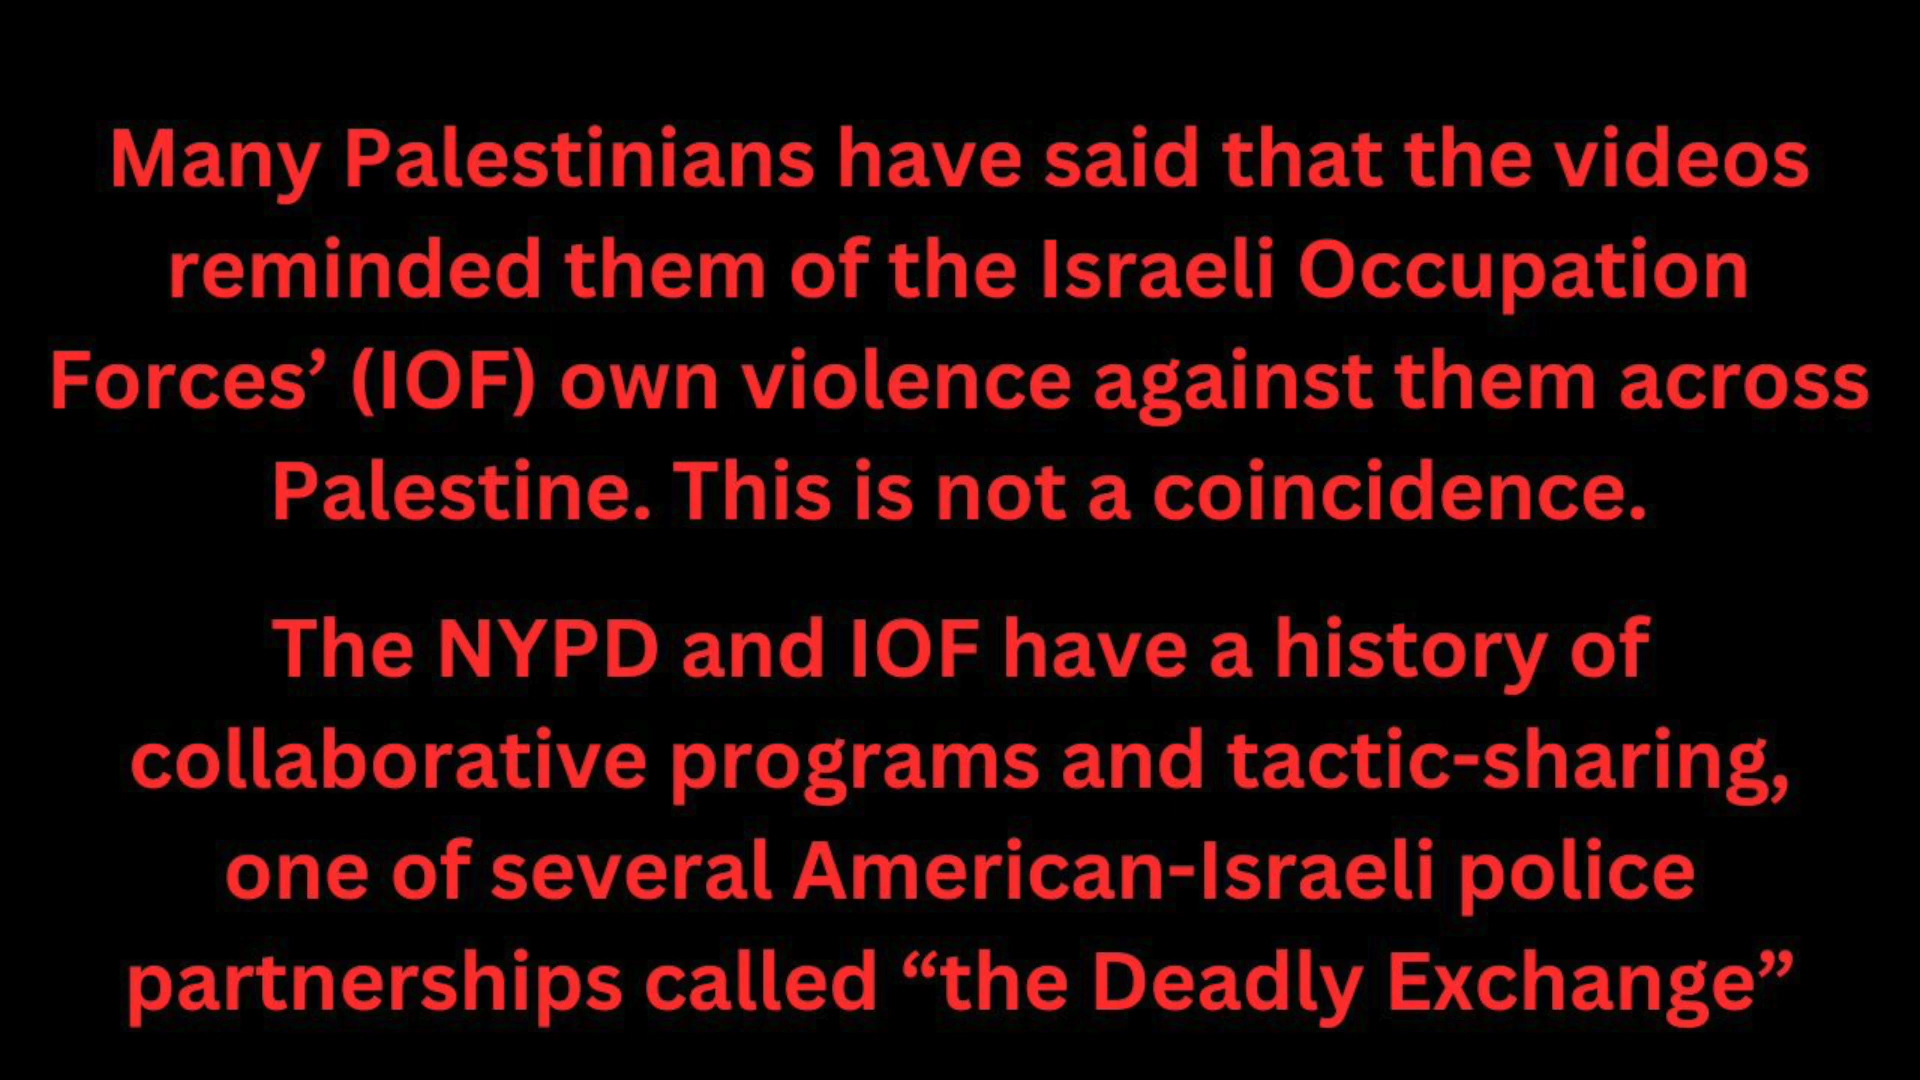 Many Palestinians have said that the videos
reminded them of the Israeli Occupation
Forces’ (IOF) own violence against them across
Palestine. This is not a coincidence.
The NYPD and IOF have a history of
collaborative programs and tactic-sharing,
one of several American-Israeli police
partnerships called “the Deadly Exchange”